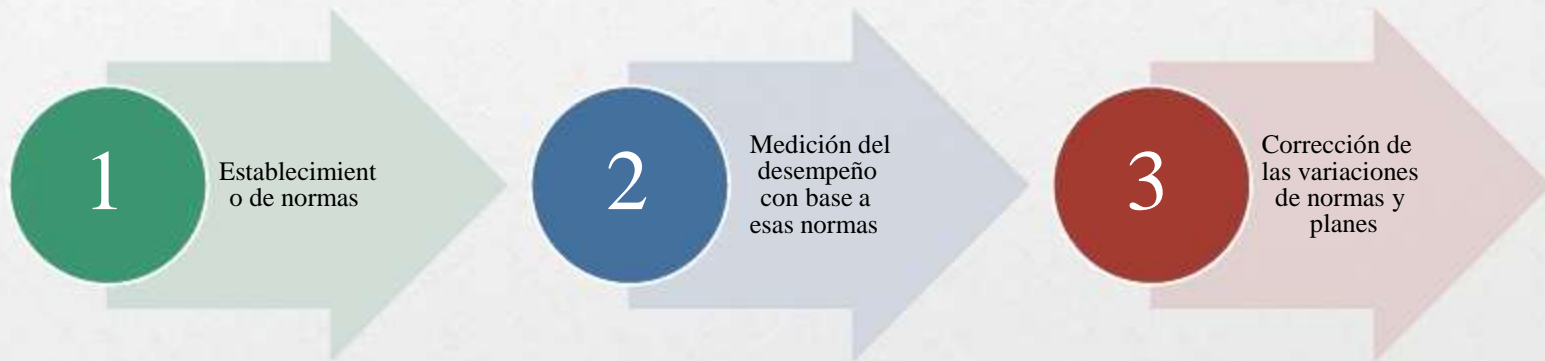 1
Establecimient
o de normas
2
Medición del
desempeño
con base a
esas normas
3
Corrección de
las variaciones
de normas y
planes